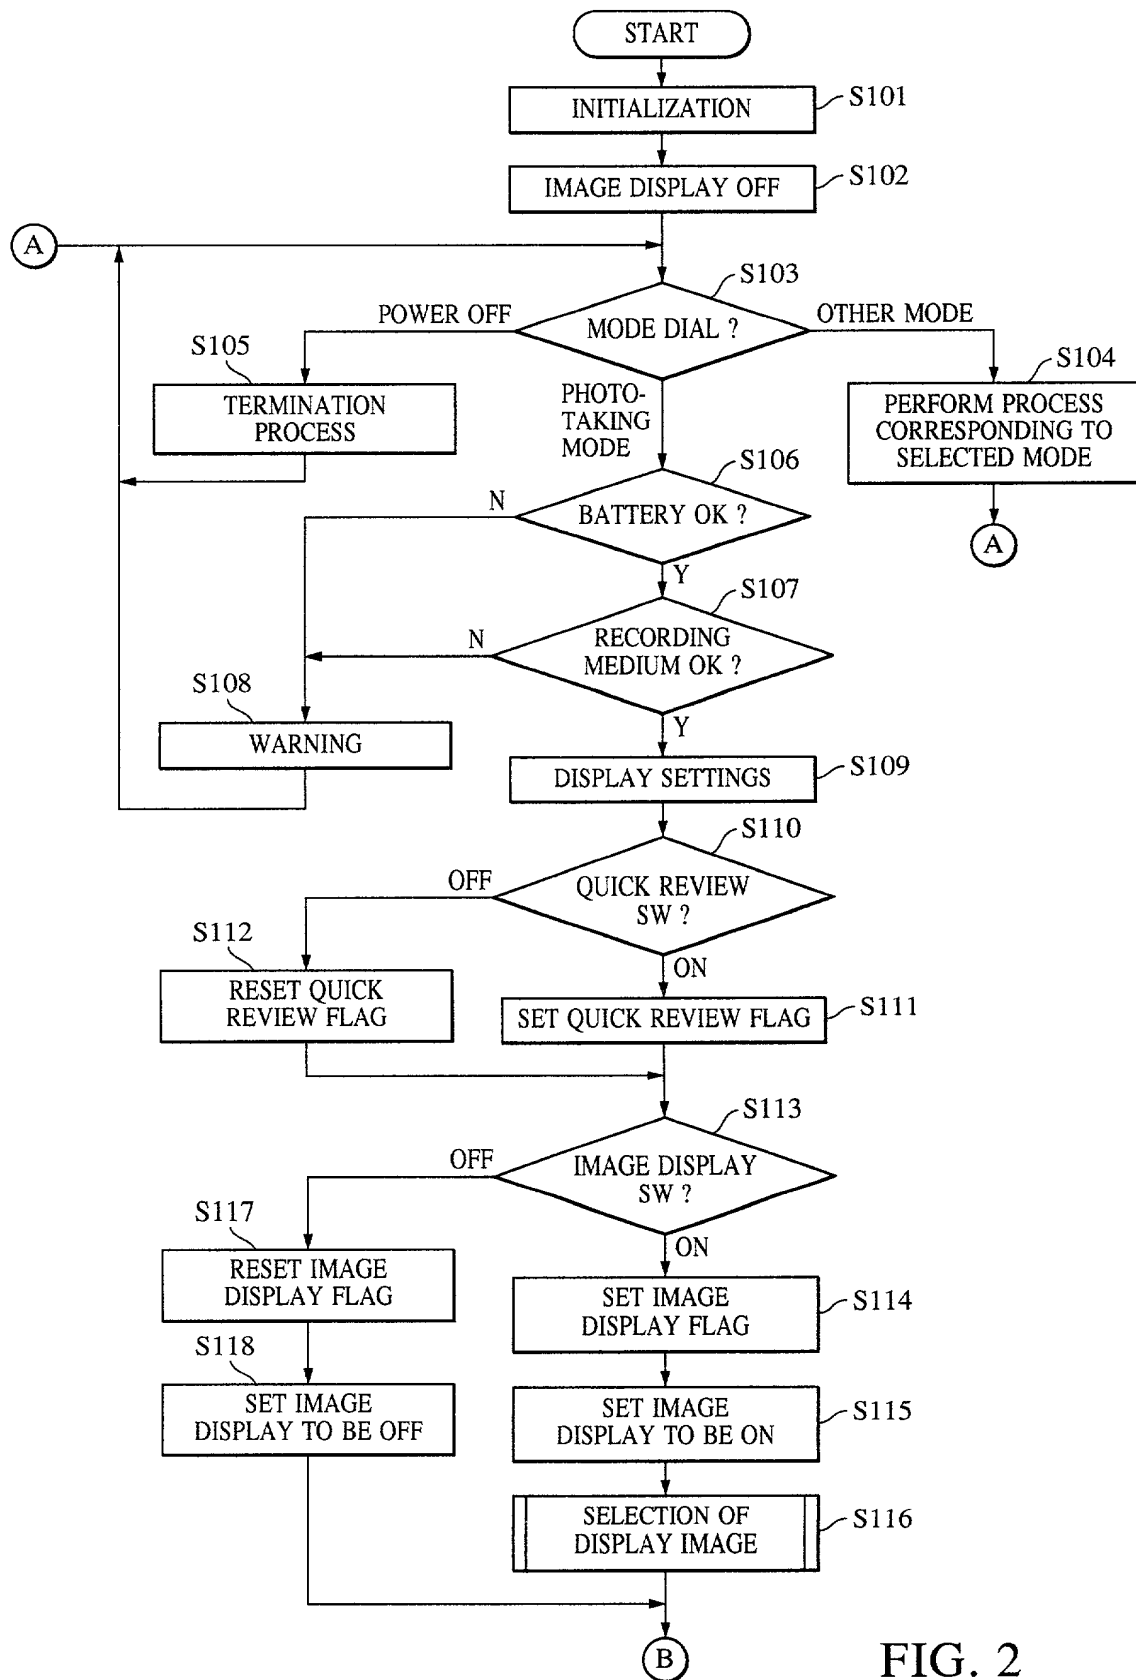 START
INITIALIZATION
S101
IMAGE DISPLAY OFF
S102
A
S103
POWER OFF
MODE DIAL ?
OTHER MODE
S105
TERMINATION
PROCESS
PHOTO-
TAKING
MODE
S104
PERFORM PROCESS
CORRESPONDING TO
SELECTED MODE
A
S106
N
BATTERY OK ?
Y
S107
N
RECORDING
MEDIUM OK ?
Y
S108
WARNING
DISPLAY SETTINGS
S109
S110
OFF
QUICK REVIEW
SW ?
ON
S112
RESET QUICK
REVIEW FLAG
SET QUICK REVIEW FLAG
S111
S113
OFF
IMAGE DISPLAY
SW ?
ON
S117
RESET IMAGE
DISPLAY FLAG
SET IMAGE
DISPLAY FLAG
S114
S118
SET IMAGE
DISPLAY TO BE OFF
SET IMAGE
DISPLAY TO BE ON
S115
SELECTION OF
DISPLAY IMAGE
S116
B
FIG. 2